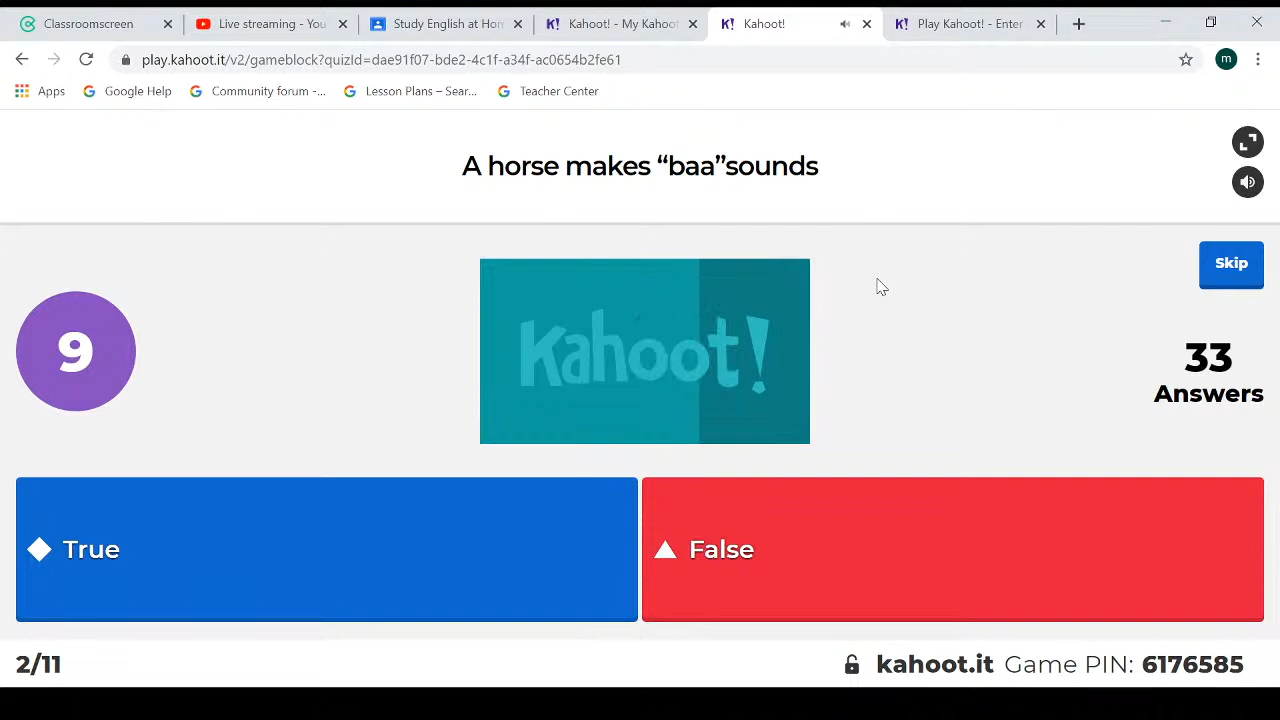 Classroomscreen
Live streaming - You
Study English at Hom
K! Kahoot! - My Kahoot
K! Kahoot!
K! Play Kahoot! - Enter
play.kahoot.it/v2/gameblock?quizId=dae91f07-bde2-4c1f-a34f-ac0654b2fe61
m
Apps
Google Help
Community forum -...
Lesson Plans – Sear...
Teacher Center
A horse makes “baa”sounds
Skip
9
Kahoot!
33
Answers
True
False
2/11
kahoot.it Game PIN: 6176585